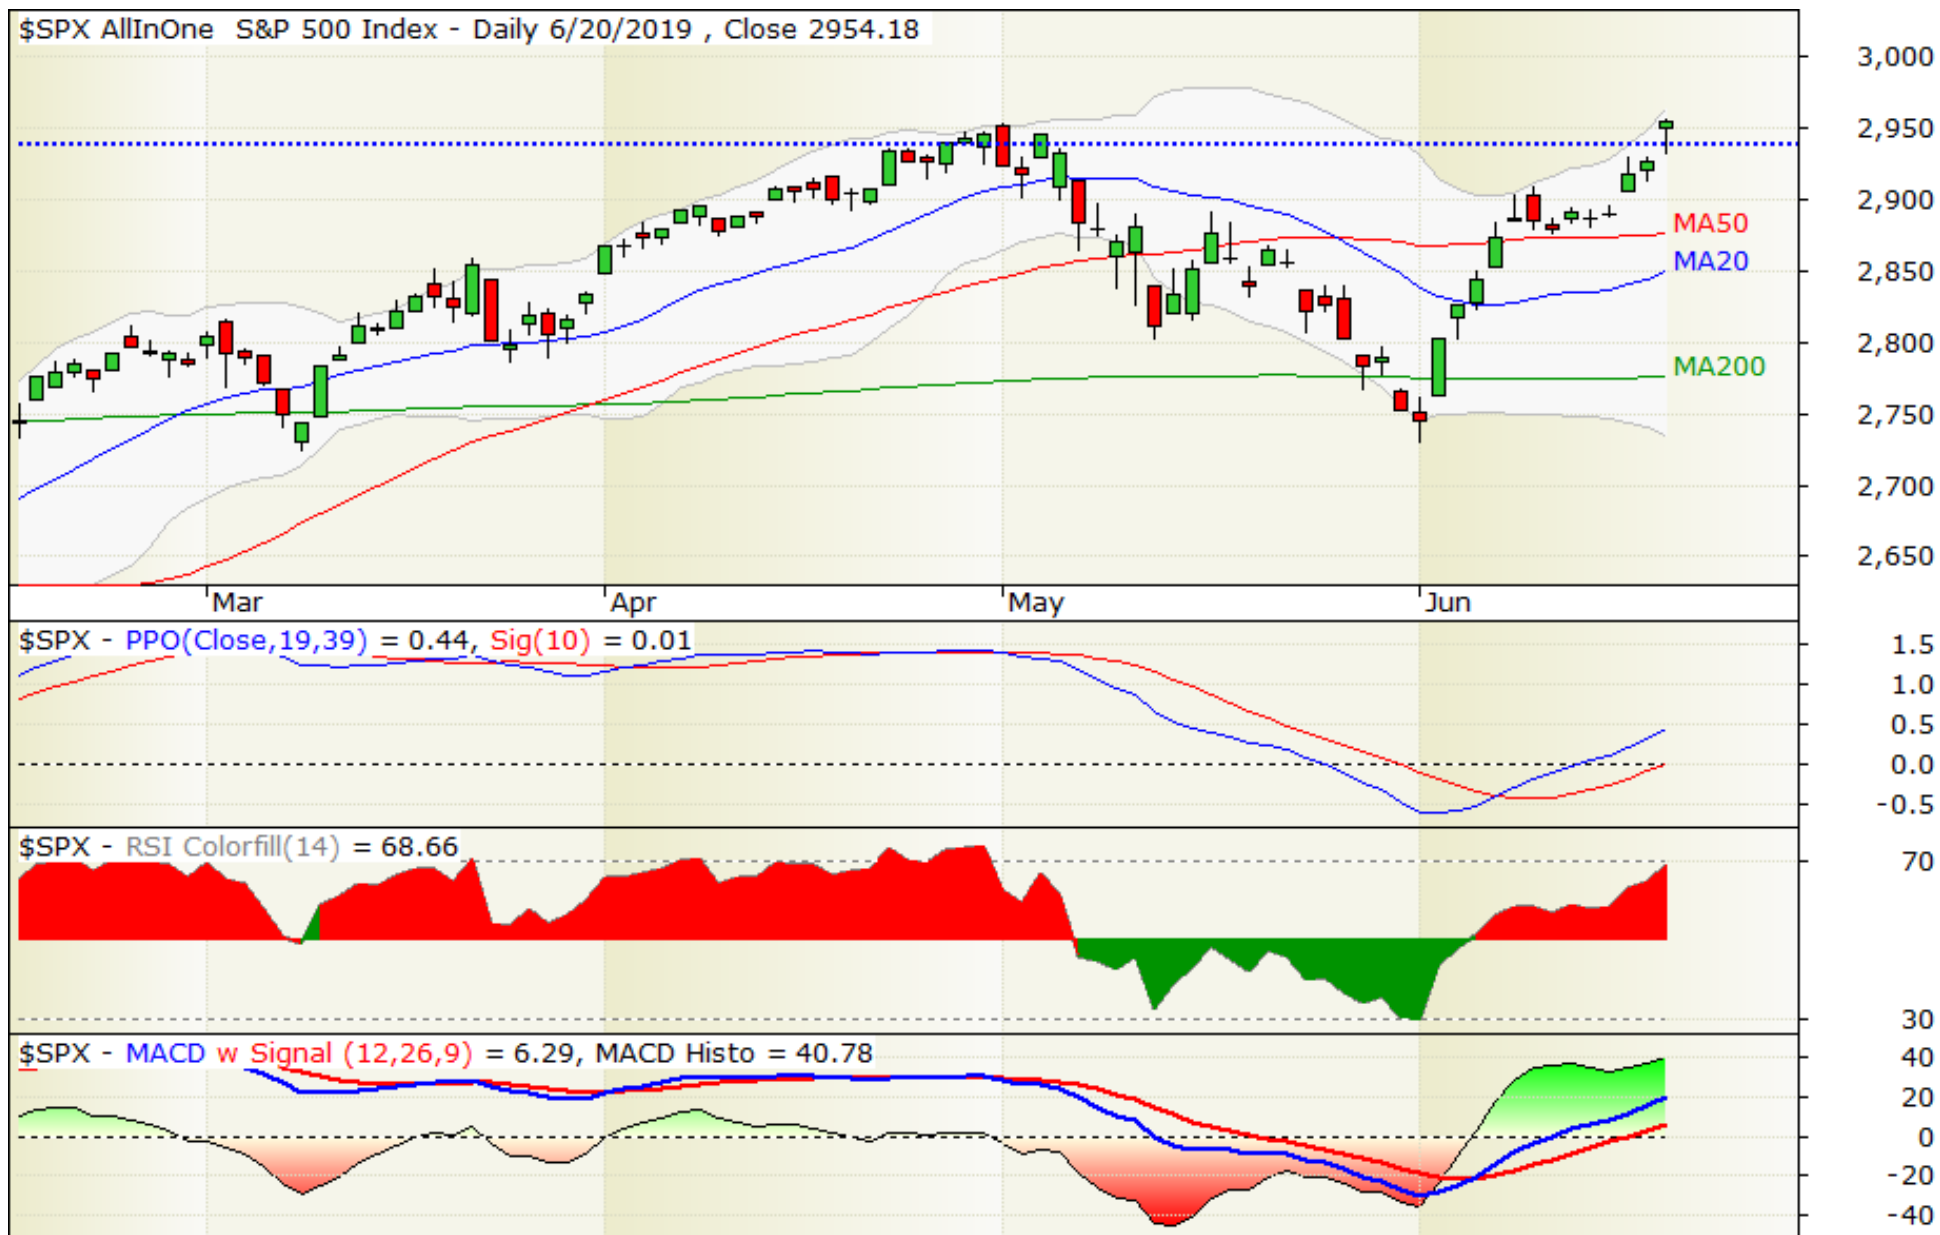 $SPX AllInOne  S&P 500 Index - Daily 6/20/2019 , Close 2954.18
3,000
2,950
2,900
MA50
MA20
2,850
2,800
MA200
2,750
2,700
2,650
Mar Apr May Jun
$SPX - PPO(Close,19,39) = 0.44, Sig(10) = 0.01
1.5
1.0
0.5
0.0
-0.5
$SPX - RSI Colorfill(14) = 68.66
70
30
$SPX - MACD w Signal (12,26,9) = 6.29, MACD Histo = 40.78
40
20
0
-20
-40